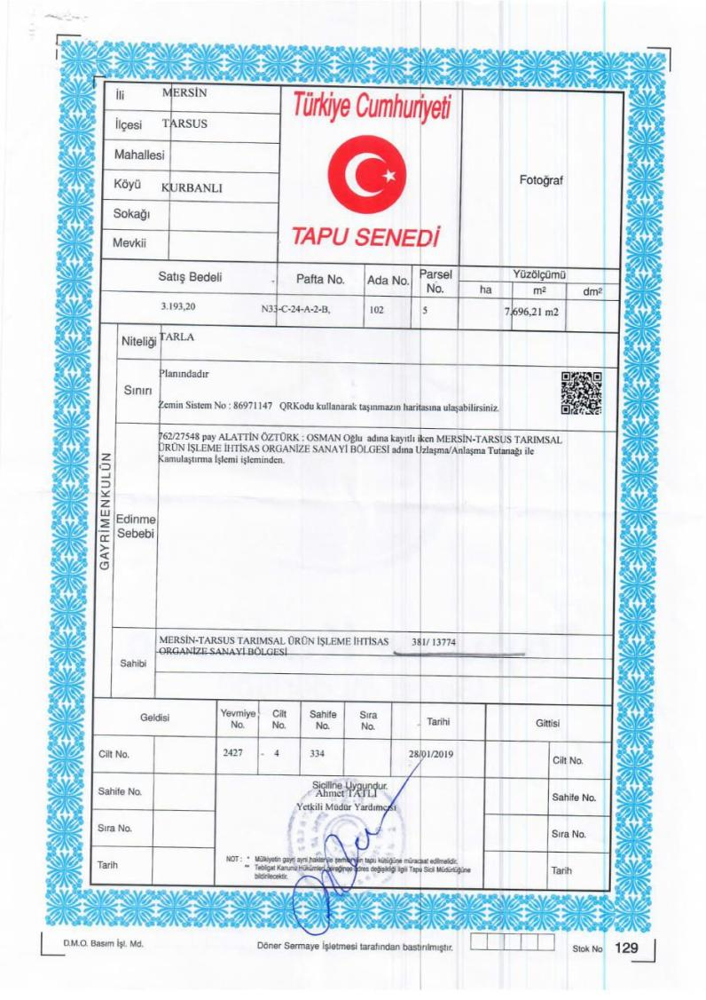 İli MERSİN
İlçesi TARSUS
Mahallesi
Köyü KURBANLI
Sokağı
Mevkii
Türkiye Cumhuriyeti
TAPU SENEDİ
Fotoğraf
Satış Bedeli Pafta No. Ada No. Parsel No. Yüzölçümü
ha m² dm²
3.193,20 N33-C-24-A-2-B, 102 5 7.696,21 m2
GAYRİMENKULÜN
Niteliği TARLA
Sınırı
Planındadır
Zemin Sistem No : 86971147 QRKodu kullanarak taşınmazın haritasına ulaşabilirsiniz.
Edinme Sebebi
762/27548 pay ALATTİN ÖZTÜRK : OSMAN Oğlu adına kayıtlı iken MERSİN-TARSUS TARIMSAL
ÜRÜN İŞLEME İHTİSAS ORGANİZE SANAYİ BÖLGESİ adına Uzlaşma/Anlaşma Tutanağı ile
Kamulaştırma İşlemi işleminden.
Sahibi
MERSİN-TARSUS TARIMSAL ÜRÜN İŞLEME İHTİSAS 381/ 13774
ORGANİZE SANAYİ BÖLGESİ
Geldisi Yevmiye No. Cilt No. Sahife No. Sıra No. Tarihi Gittisi
Cilt No. 2427 - 4 334 28/01/2019 Cilt No.
Sahife No. Sahife No.
Sıra No. Sıra No.
Tarih Tarih
Siciline Uygundur.
Ahmet TATLI
Yetkili Müdür Yardımcısı
NOT : * Mülkiyetin gayri ayni haklar ile şerhler için tapu kütüğüne müracaat edilmelidir.
** Tebligat Kanunu Hükümleri gereğince adres değişikliği ilgili Tapu Sicil Müdürlüğüne
bildirilecektir.
D.M.O. Basım İşl. Md. Döner Sermaye İşletmesi tarafından bastırılmıştır. Stok No 129